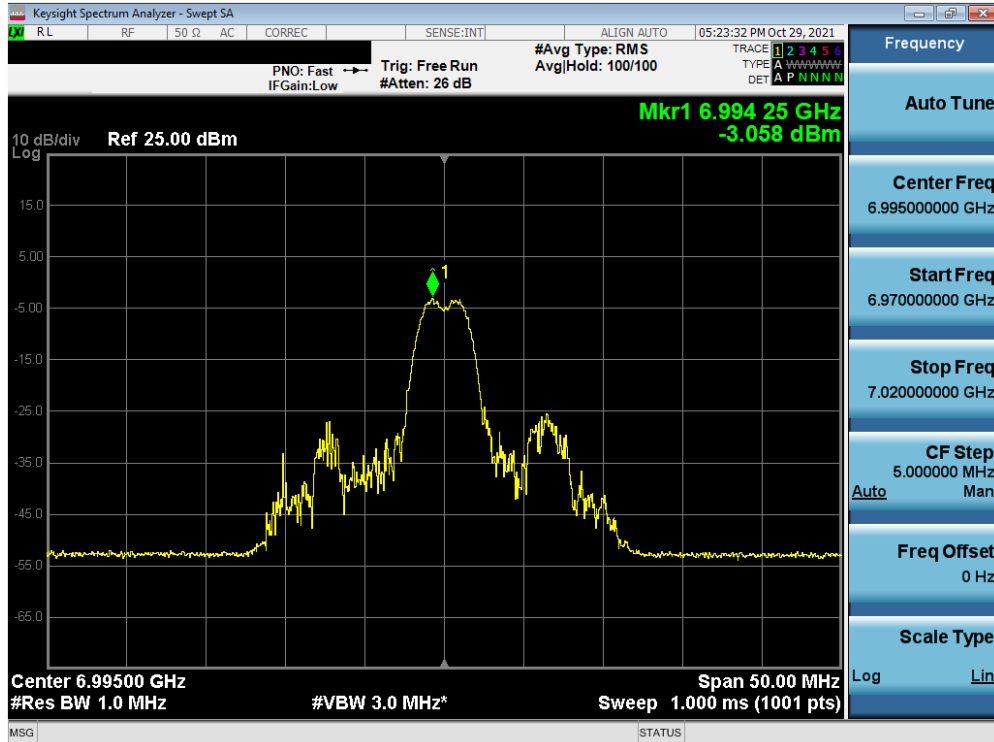 Keysight Spectrum Analyzer - Swept SA
LXI RL RF 50 Ω AC CORREC SENSE:INT ALIGN AUTO 05:23:32 PM Oct 29, 2021
PNO: Fast Trig: Free Run #Avg Type: RMS TRACE 1 2 3 4 5 6
IFGain:Low #Atten: 26 dB Avg|Hold: 100/100 TYPE A WWWWW
DET A P N N N N
Mkr1 6.994 25 GHz
-3.058 dBm
10 dB/div Ref 25.00 dBm
Log
15.0
5.00
1
-5.00
-15.0
-25.0
-35.0
-45.0
-55.0
-65.0
Center 6.99500 GHz Span 50.00 MHz
#Res BW 1.0 MHz #VBW 3.0 MHz* Sweep 1.000 ms (1001 pts)
MSG STATUS
Frequency
Auto Tune
Center Freq
6.995000000 GHz
Start Freq
6.970000000 GHz
Stop Freq
7.020000000 GHz
CF Step
5.000000 MHz
Auto Man
Freq Offset
0 Hz
Scale Type
Log Lin